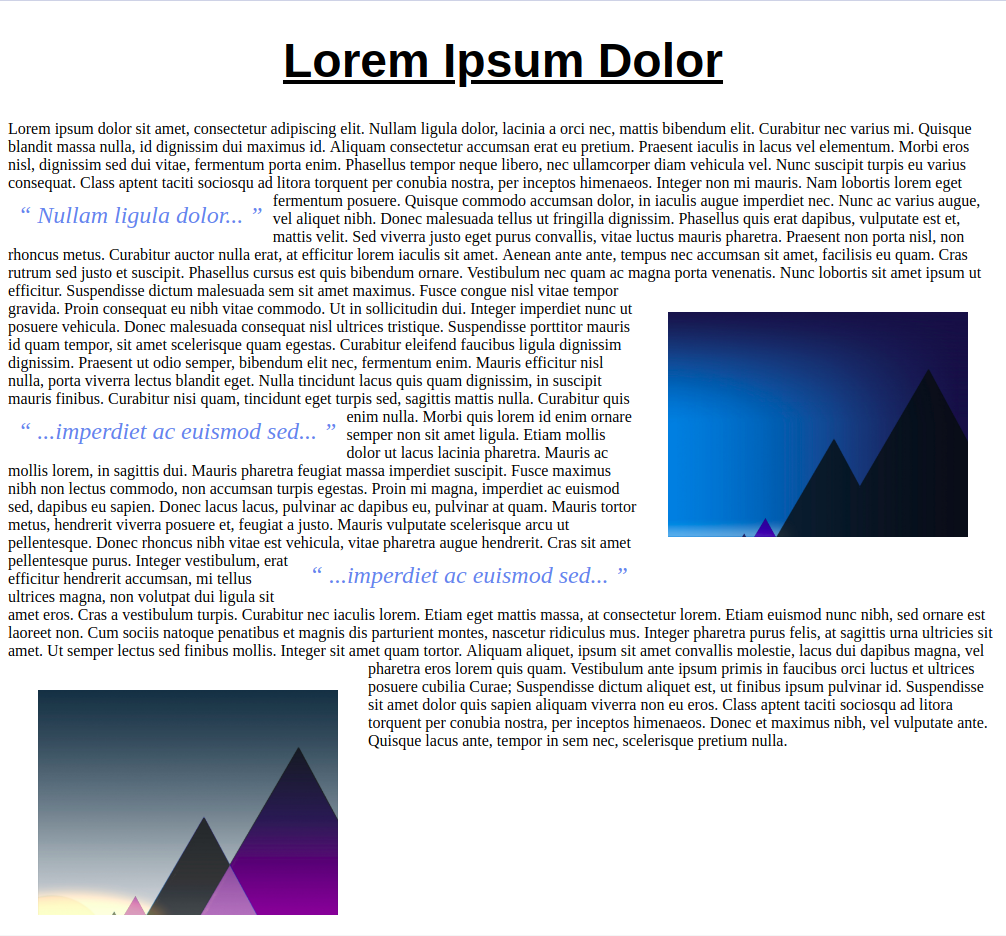 Lorem Ipsum Dolor
Lorem ipsum dolor sit amet, consectetur adipiscing elit. Nullam ligula dolor, lacinia a orci nec, mattis bibendum elit. Curabitur nec varius mi. Quisque
blandit massa nulla, id dignissim dui maximus id. Aliquam consectetur accumsan erat eu pretium. Praesent iaculis in lacus vel elementum. Morbi eros
nisl, dignissim sed dui vitae, fermentum porta enim. Phasellus tempor neque libero, nec ullamcorper diam vehicula vel. Nunc suscipit turpis eu varius
consequat. Class aptent taciti sociosqu ad litora torquent per conubia nostra, per inceptos himenaeos. Integer non mi mauris. Nam lobortis lorem eget
“ Nullam ligula dolor... ”
fermentum posuere. Quisque commodo accumsan dolor, in iaculis augue imperdiet nec. Nunc ac varius augue,
vel aliquet nibh. Donec malesuada tellus ut fringilla dignissim. Phasellus quis erat dapibus, vulputate est et,
mattis velit. Sed viverra justo eget purus convallis, vitae luctus mauris pharetra. Praesent non porta nisl, non
rhoncus metus. Curabitur auctor nulla erat, at efficitur lorem iaculis sit amet. Aenean ante ante, tempus nec accumsan sit amet, facilisis eu quam. Cras
rutrum sed justo et suscipit. Phasellus cursus est quis bibendum ornare. Vestibulum nec quam ac magna porta venenatis. Nunc lobortis sit amet ipsum ut
efficitur. Suspendisse dictum malesuada sem sit amet maximus. Fusce congue nisl vitae tempor
gravida. Proin consequat eu nibh vitae commodo. Ut in sollicitudin dui. Integer imperdiet nunc ut
posuere vehicula. Donec malesuada consequat nisl ultrices tristique. Suspendisse porttitor mauris
id quam tempor, sit amet scelerisque quam egestas. Curabitur eleifend faucibus ligula dignissim
dignissim. Praesent ut odio semper, bibendum elit nec, fermentum enim. Mauris efficitur nisl
nulla, porta viverra lectus blandit eget. Nulla tincidunt lacus quis quam dignissim, in suscipit
mauris finibus. Curabitur nisi quam, tincidunt eget turpis sed, sagittis mattis nulla. Curabitur quis
“ ...imperdiet ac euismod sed... ”
enim nulla. Morbi quis lorem id enim ornare
semper non sit amet ligula. Etiam mollis
dolor ut lacus lacinia pharetra. Mauris ac
mollis lorem, in sagittis dui. Mauris pharetra feugiat massa imperdiet suscipit. Fusce maximus
nibh non lectus commodo, non accumsan turpis egestas. Proin mi magna, imperdiet ac euismod
sed, dapibus eu sapien. Donec lacus lacus, pulvinar ac dapibus eu, pulvinar at quam. Mauris tortor
metus, hendrerit viverra posuere et, feugiat a justo. Mauris vulputate scelerisque arcu ut
pellentesque. Donec rhoncus nibh vitae est vehicula, vitae pharetra augue hendrerit. Cras sit amet
pellentesque purus. Integer vestibulum, erat
efficitur hendrerit accumsan, mi tellus
ultrices magna, non volutpat dui ligula sit
“ ...imperdiet ac euismod sed... ”
amet eros. Cras a vestibulum turpis. Curabitur nec iaculis lorem. Etiam eget mattis massa, at consectetur lorem. Etiam euismod nunc nibh, sed ornare est
laoreet non. Cum sociis natoque penatibus et magnis dis parturient montes, nascetur ridiculus mus. Integer pharetra purus felis, at sagittis urna ultricies sit
amet. Ut semper lectus sed finibus mollis. Integer sit amet quam tortor. Aliquam aliquet, ipsum sit amet convallis molestie, lacus dui dapibus magna, vel
pharetra eros lorem quis quam. Vestibulum ante ipsum primis in faucibus orci luctus et ultrices
posuere cubilia Curae; Suspendisse dictum aliquet est, ut finibus ipsum pulvinar id. Suspendisse
sit amet dolor quis sapien aliquam viverra non eu eros. Class aptent taciti sociosqu ad litora
torquent per conubia nostra, per inceptos himenaeos. Donec et maximus nibh, vel vulputate ante.
Quisque lacus ante, tempor in sem nec, scelerisque pretium nulla.